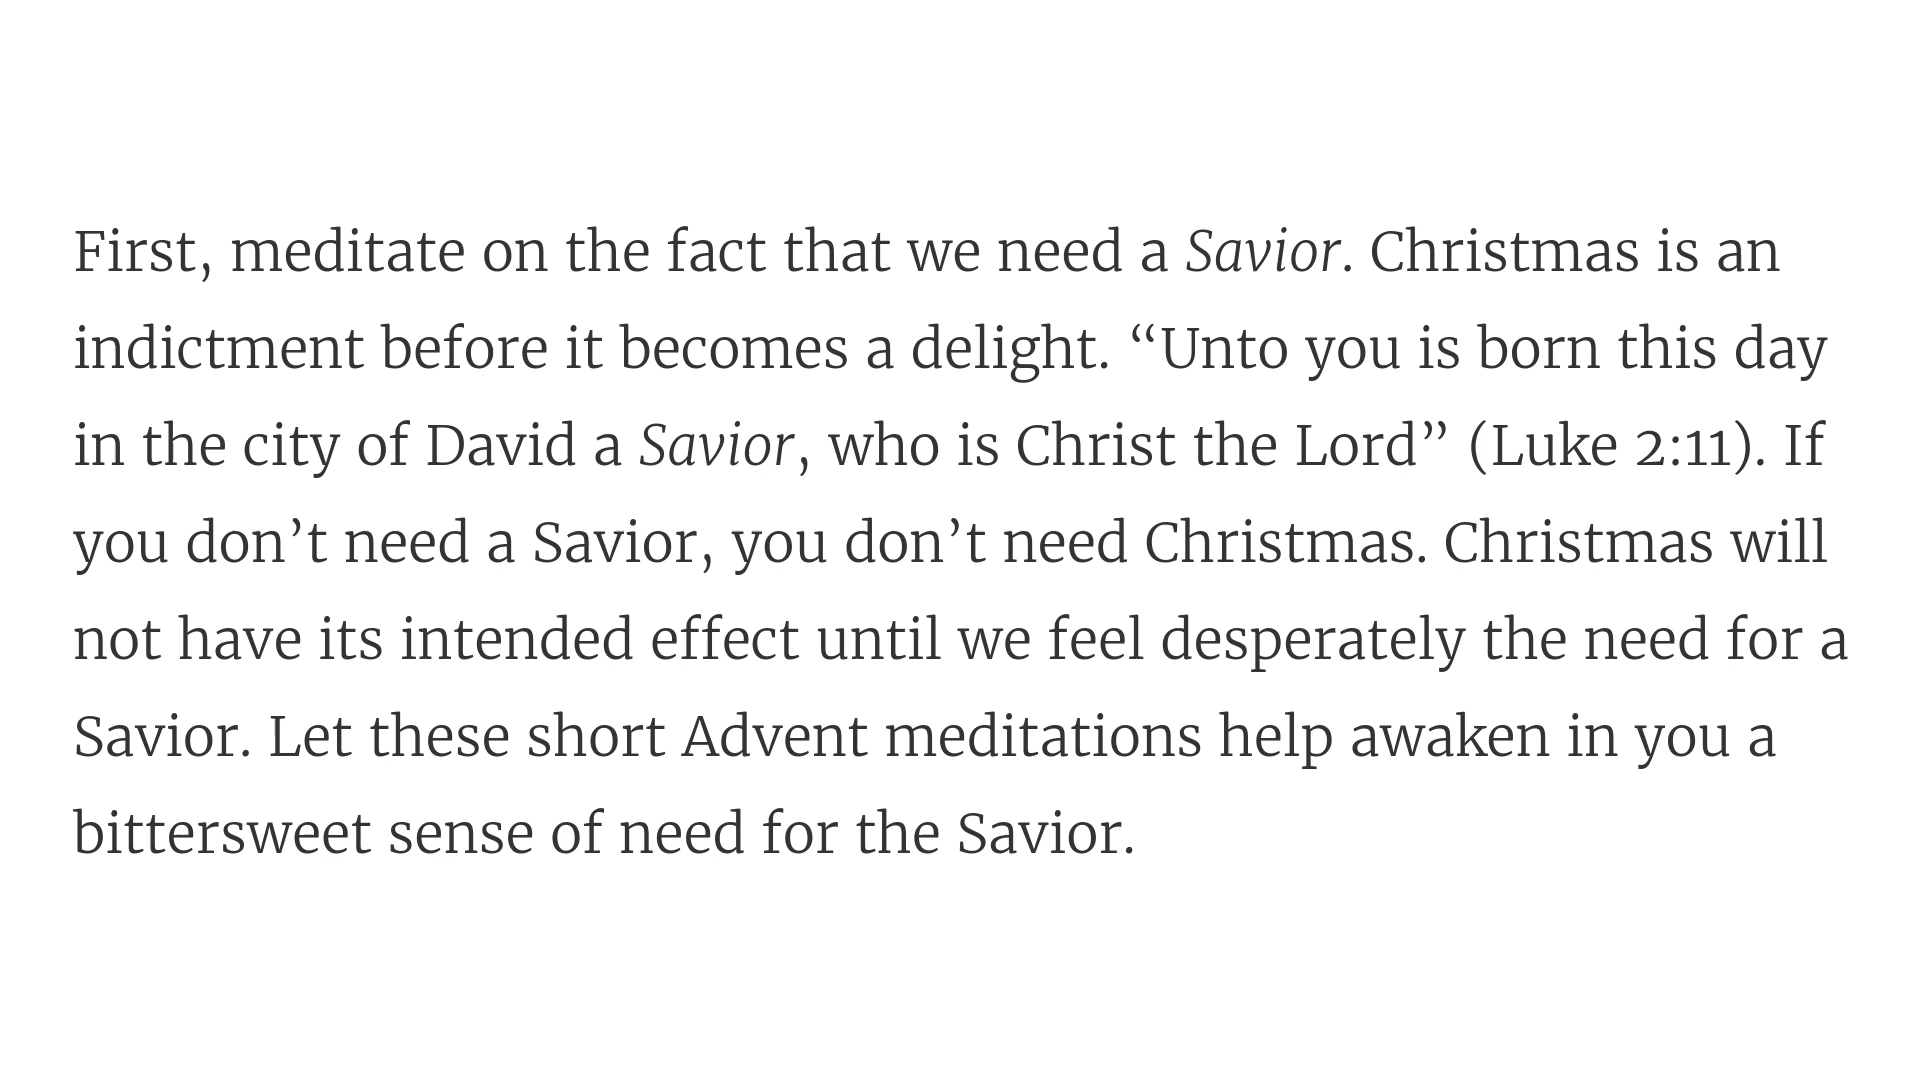 First, meditate on the fact that we need a Savior. Christmas is an
indictment before it becomes a delight. “Unto you is born this day
in the city of David a Savior, who is Christ the Lord” (Luke 2:11). If
you don’t need a Savior, you don’t need Christmas. Christmas will
not have its intended effect until we feel desperately the need for a
Savior. Let these short Advent meditations help awaken in you a
bittersweet sense of need for the Savior.